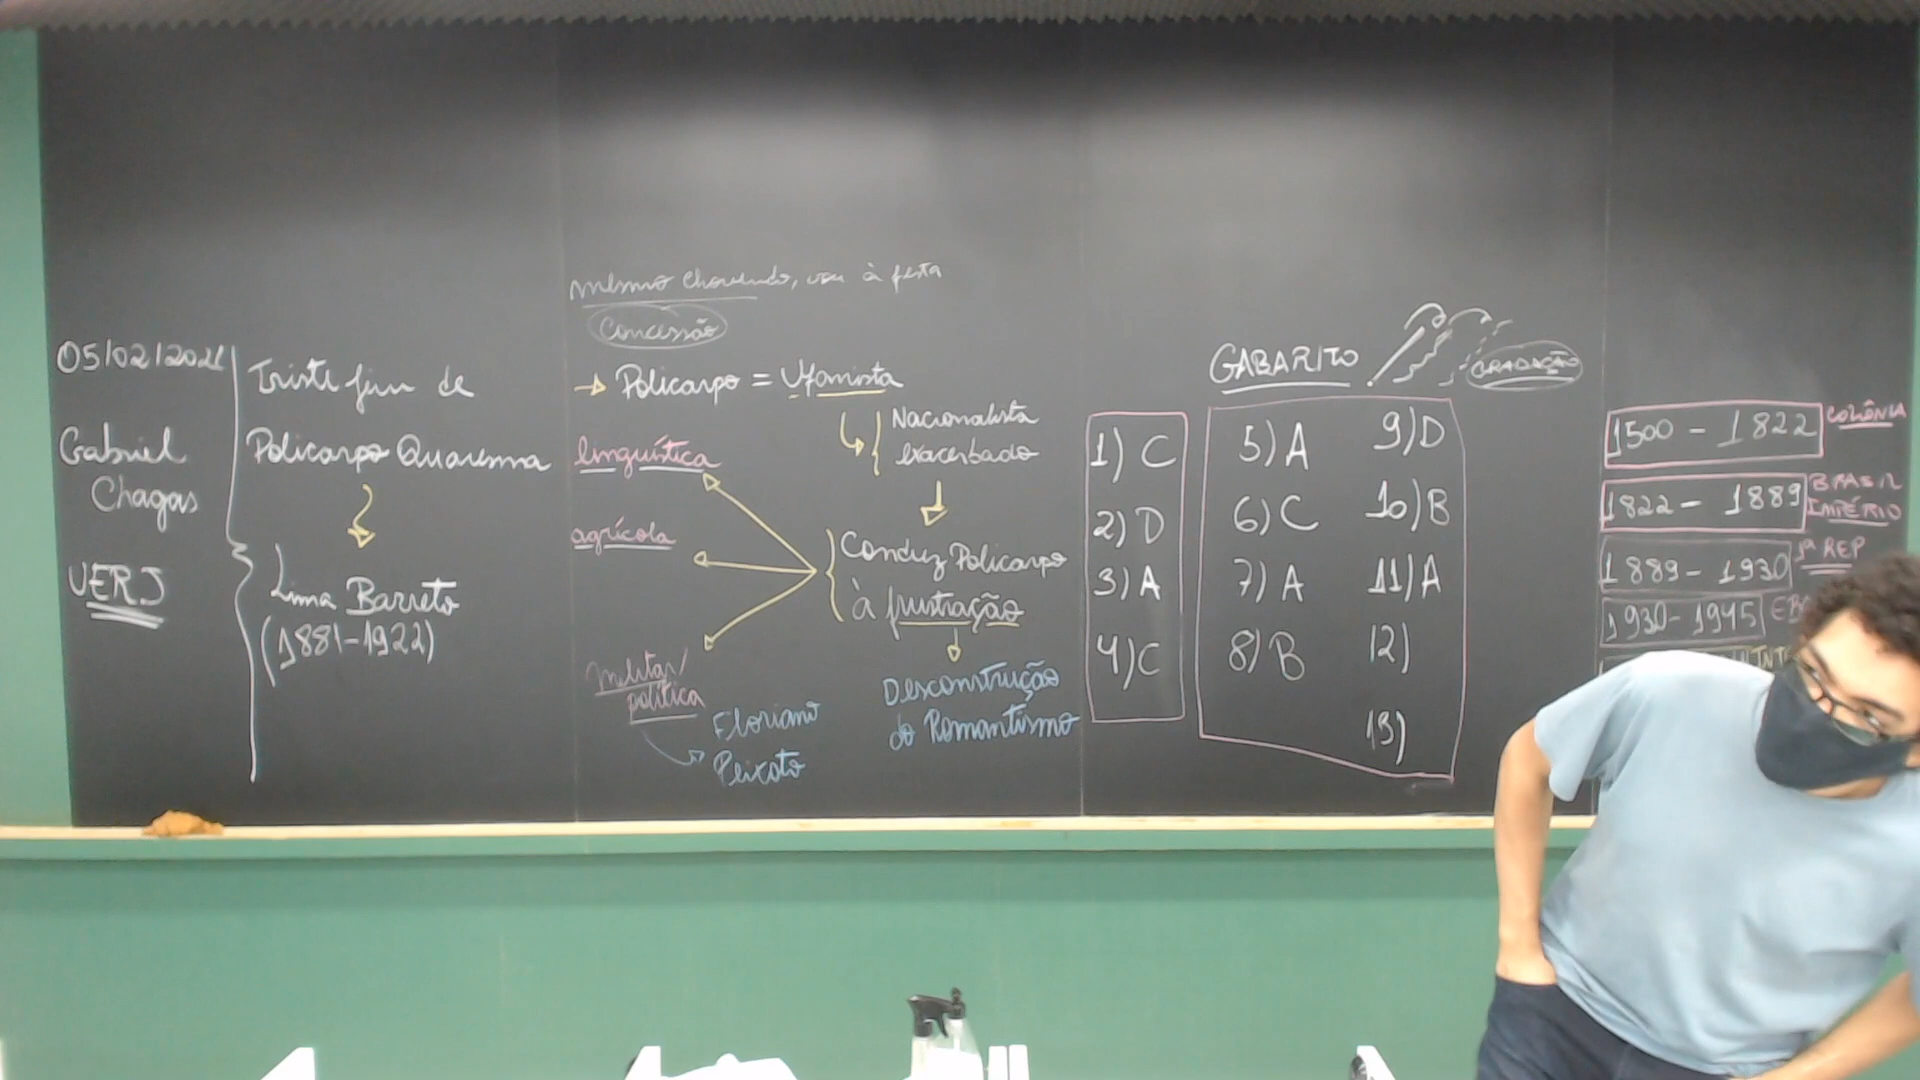 05/02/2021
Gabriel
Chagas
UERJ
Triste fim de
Policarpo Quaresma
Lima Barreto
(1881-1922)
mesmo chovendo, vou à festa
Concessão
→ Policarpo = Ufanista
Nacionalista
exacerbado
Conduz Policarpo
à frustração
Desconstrução
do Romantismo
linguística
agrícola
militar/
política
Floriano
Peixoto
GABARITO
GRADAÇÃO
1) C
2) D
3) A
4) C
5) A
6) C
7) A
8) B
9) D
10) B
11) A
12)
13)
1500 - 1822 COLÔNIA
1822 - 1889 BRASIL
IMPÉRIO
1889 - 1930 1ª REP
1930 - 1945